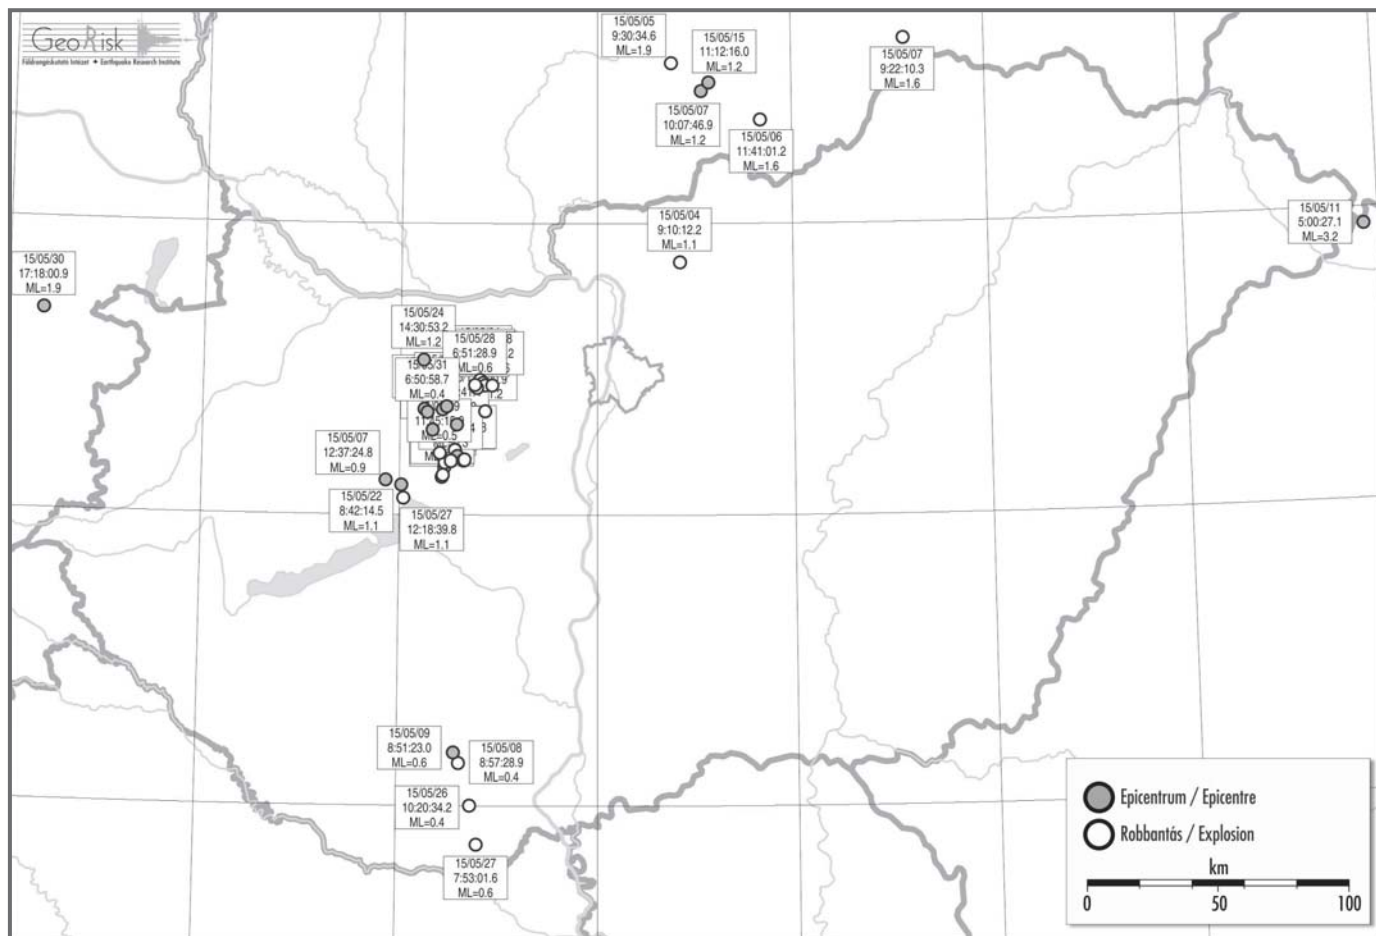 GeoRisk
Földrengéskutató Intézet ✦ Earthquake Research Institute
15/05/05
9:30:34.6
ML=1.9
15/05/15
11:12:16.0
ML=1.2
15/05/07
9:22:10.3
ML=1.6
15/05/07
10:07:46.9
ML=1.2
15/05/06
11:41:01.2
ML=1.6
15/05/11
5:00:27.1
ML=3.2
15/05/04
9:10:12.2
ML=1.1
15/05/30
17:18:00.9
ML=1.9
15/05/24
14:30:53.2
ML=1.2
15/05/28
6:51:28.9
ML=0.6
15/05/31
6:50:58.7
ML=0.4
ML=0.5
15/05/07
12:37:24.8
ML=0.9
15/05/22
8:42:14.5
ML=1.1
15/05/27
12:18:39.8
ML=1.1
15/05/09
8:51:23.0
ML=0.6
15/05/08
8:57:28.9
ML=0.4
15/05/26
10:20:34.2
ML=0.4
15/05/27
7:53:01.6
ML=0.6
Epicentrum / Epicentre
Robbantás / Explosion
km
0 50 100